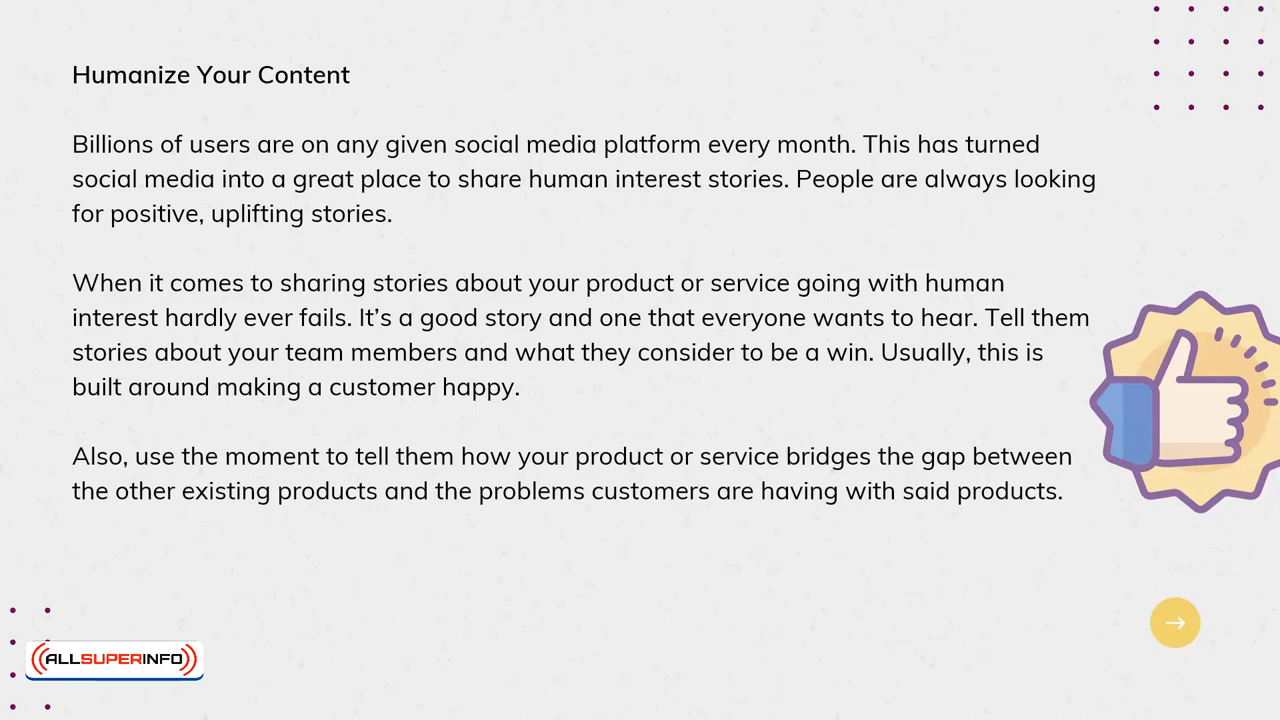 Humanize Your Content
Billions of users are on any given social media platform every month. This has turned
social media into a great place to share human interest stories. People are always looking
for positive, uplifting stories.
When it comes to sharing stories about your product or service going with human
interest hardly ever fails. It’s a good story and one that everyone wants to hear. Tell them
stories about your team members and what they consider to be a win. Usually, this is
built around making a customer happy.
Also, use the moment to tell them how your product or service bridges the gap between
the other existing products and the problems customers are having with said products.
ALLSUPERINFO